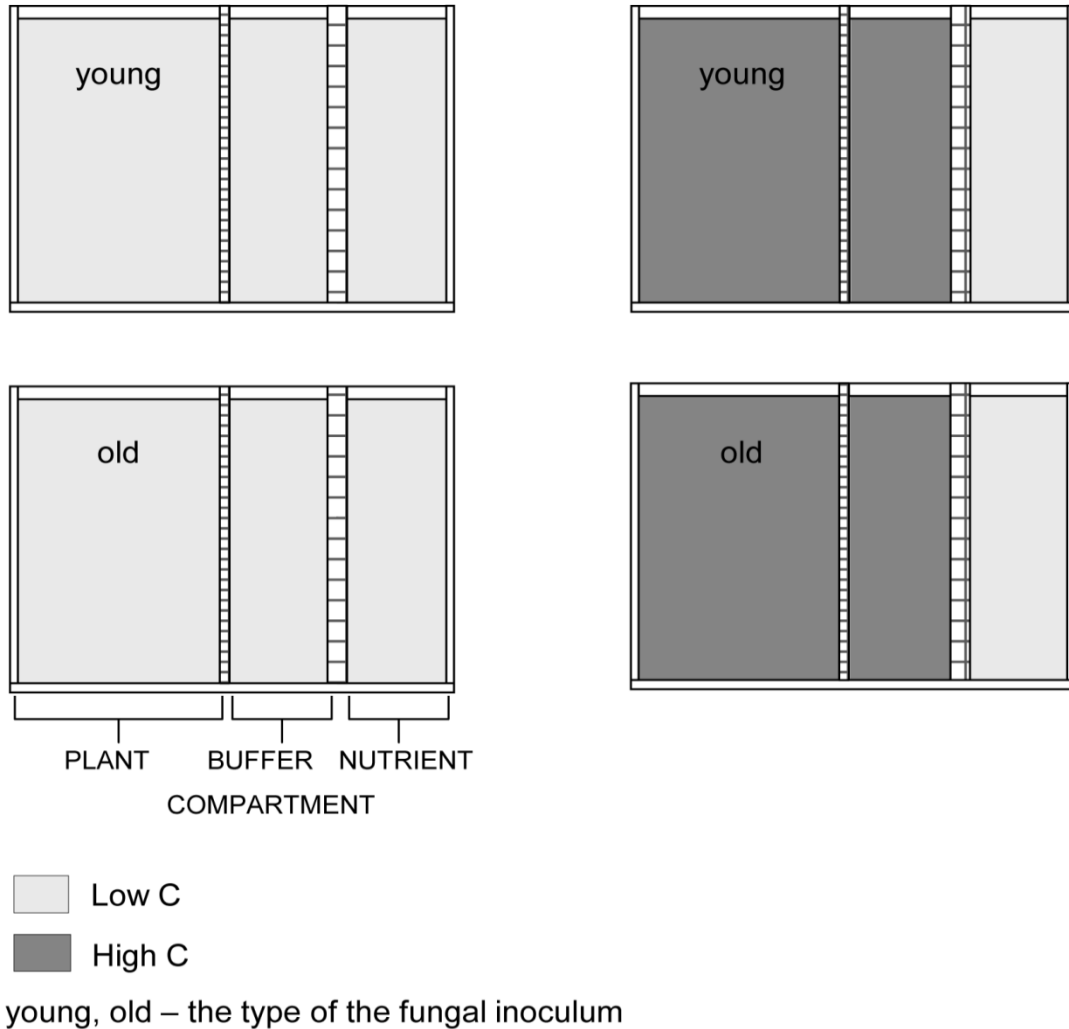 young
young
old
old
PLANT BUFFER NUTRIENT
COMPARTMENT
Low C
High C
young, old – the type of the fungal inoculum